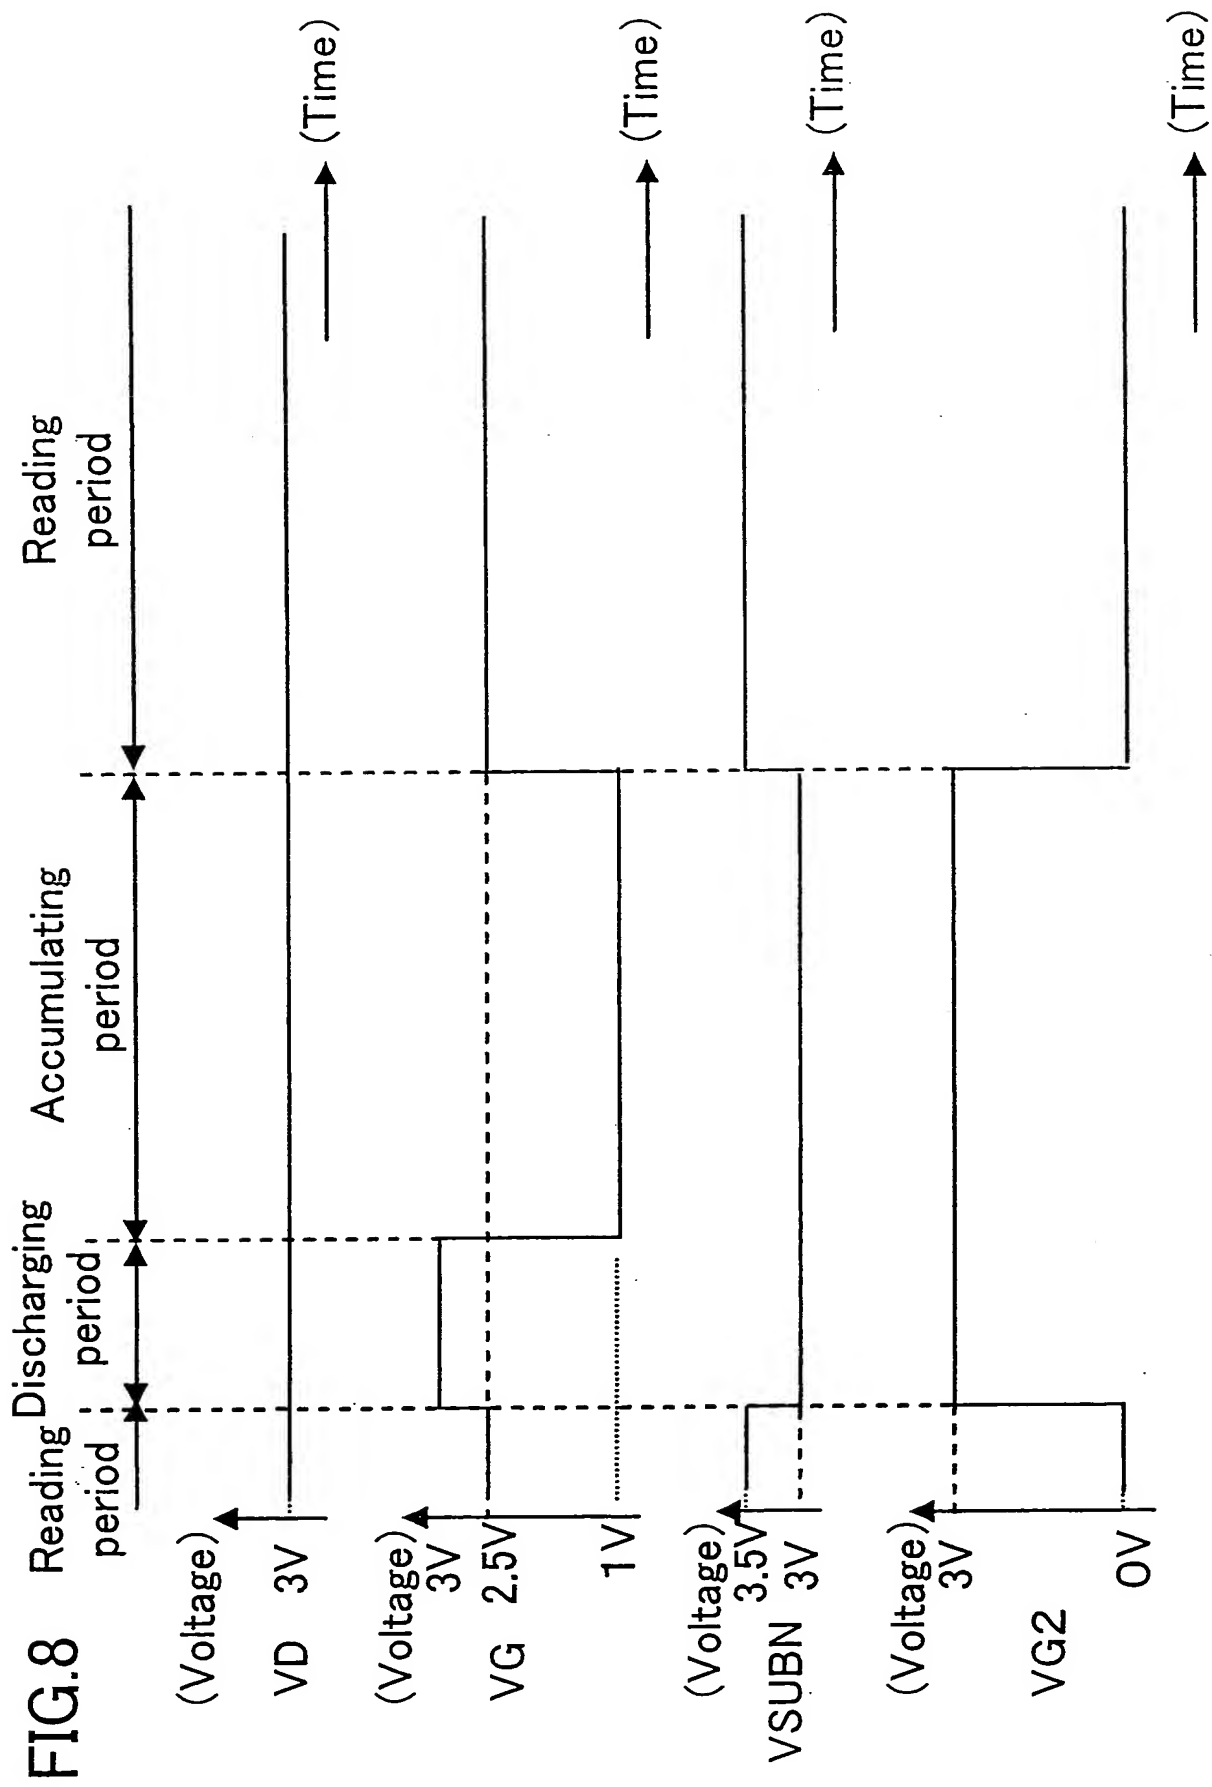 FIG.8
Reading
period
Discharging
period
Accumulating
period
Reading
period
(Voltage)
VD 3V
(Time)
(Voltage)
3V
VG 2.5V
1V
(Time)
(Voltage)
3.5V
VSUBN 3V
(Time)
(Voltage)
3V
VG2
0V
(Time)